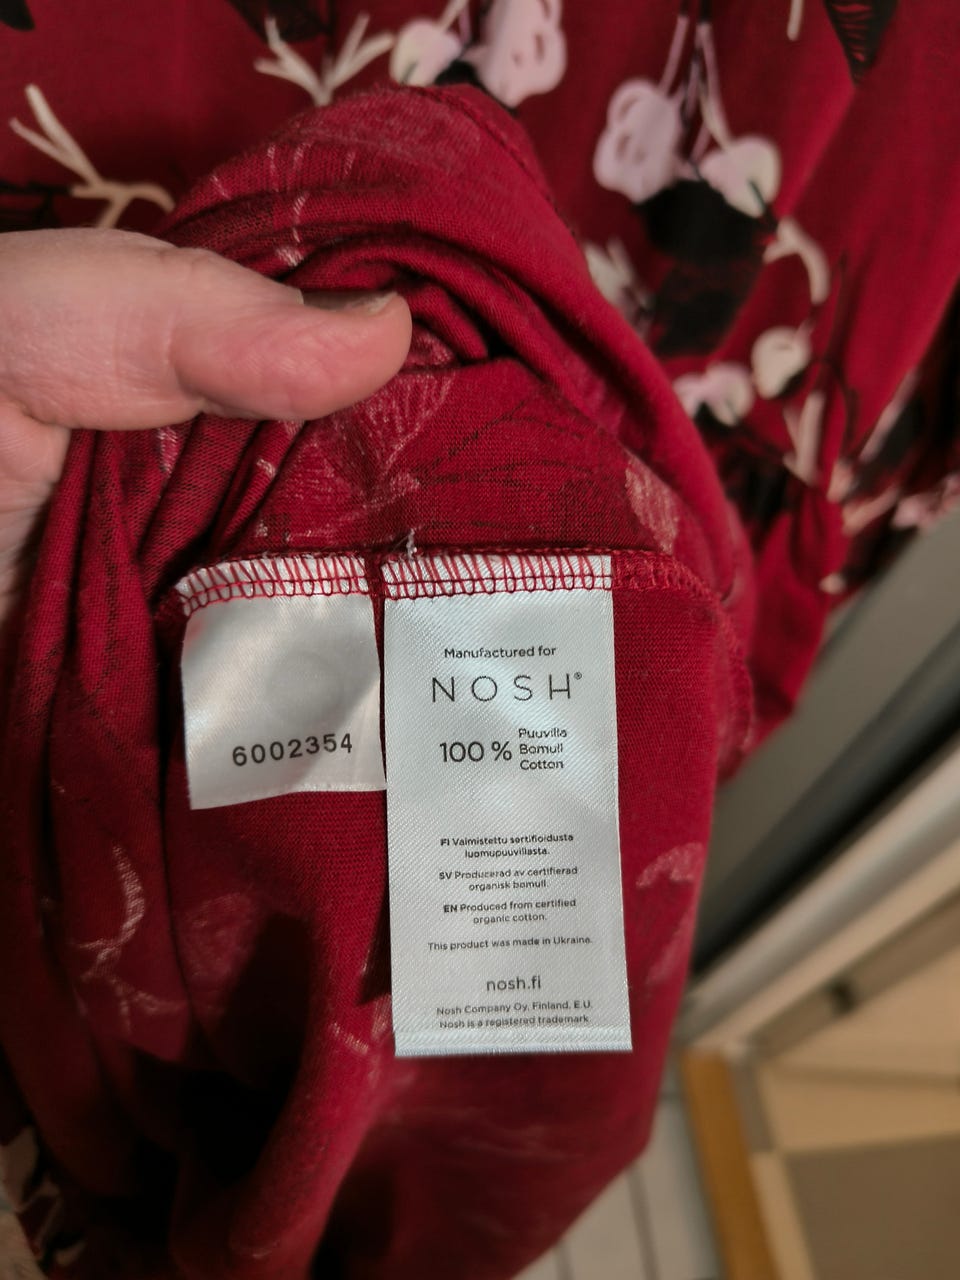 6002354
Manufactured for
NOSH®
100 % Puuvilla
Bomull
Cotton
FI Valmistettu sertifioidusta
luomupuuvillasta.
SV Producerad av certifierad
organisk bomull.
EN Produced from certified
organic cotton.
This product was made in Ukraine.
nosh.fi
Nosh Company Oy, Finland, E.U.
Nosh is a registered trademark.